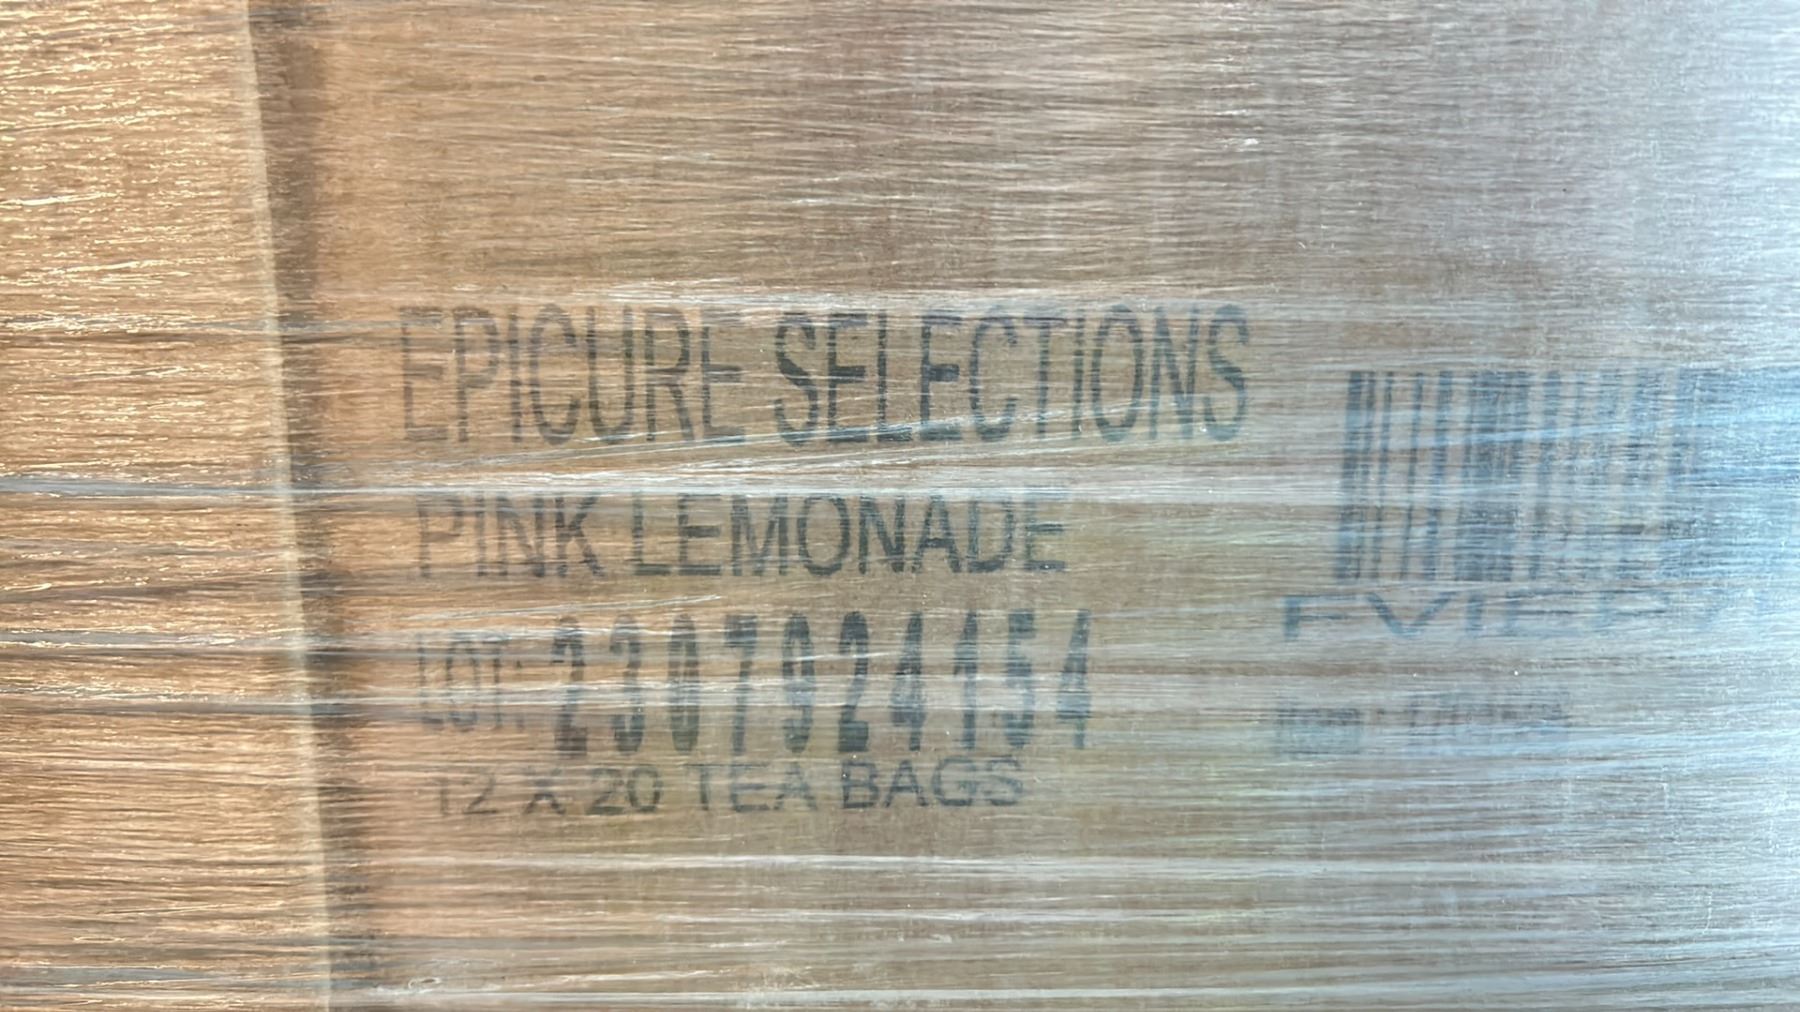 EPICURE SELECTIONS
PINK LEMONADE
LOT: 2307924154
12 X 20 TEA BAGS